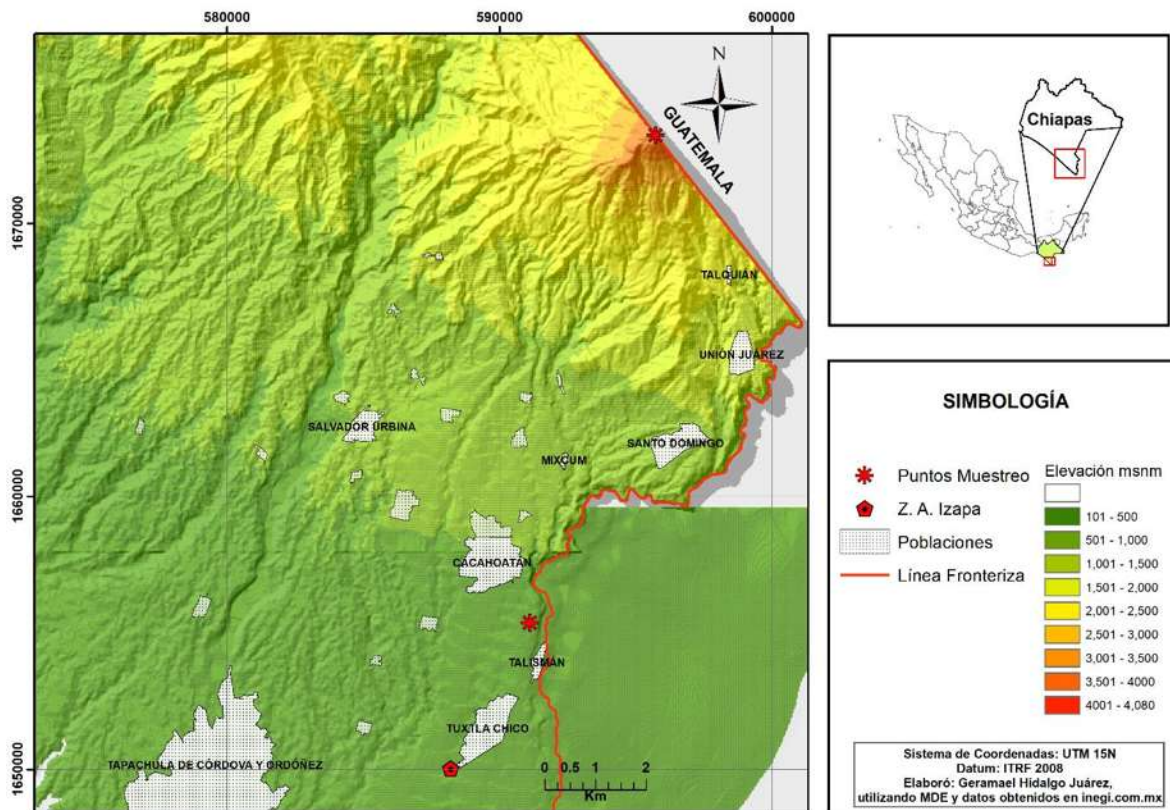 580000
590000
600000
1670000
1660000
1650000
N
GUATEMALA
TALQUIÁN
UNIÓN JUÁREZ
SALVADOR URBINA
SANTO DOMINGO
MIXCUM
CACAHOATÁN
TALISMÁN
TUXTLA CHICO
TAPACHULA DE CÓRDOVA Y ORDÓÑEZ
0 0.5 1 2
Km
Chiapas
SIMBOLOGÍA
Puntos Muestreo
Z. A. Izapa
Poblaciones
Línea Fronteriza
Elevación msnm
101 - 500
501 - 1,000
1,001 - 1,500
1,501 - 2,000
2,001 - 2,500
2,501 - 3,000
3,001 - 3,500
3,501 - 4000
4001 - 4,080
Sistema de Coordenadas: UTM 15N
Datum: ITRF 2008
Elaboró: Geramael Hidalgo Juárez,
utilizando MDE y datos obtenidos en inegi.com.mx